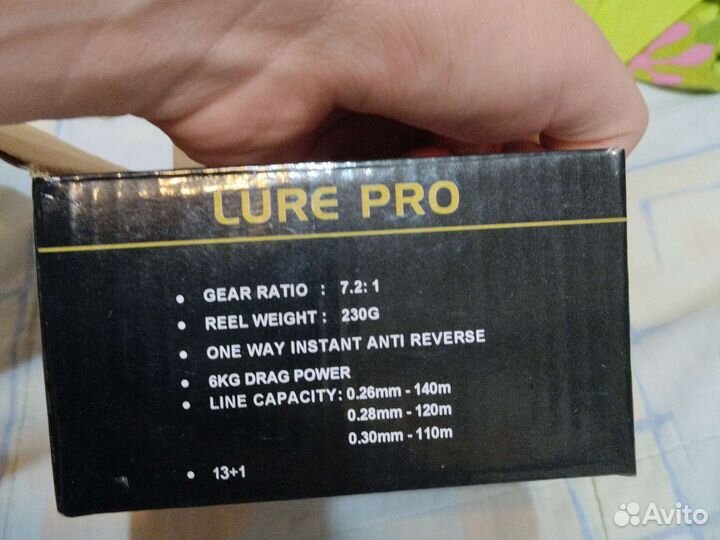 LURE PRO
• GEAR RATIO : 7.2: 1
• REEL WEIGHT : 230G
• ONE WAY INSTANT ANTI REVERSE
• 6KG DRAG POWER
• LINE CAPACITY: 0.26mm - 140m
0.28mm - 120m
0.30mm - 110m
• 13+1
Avito